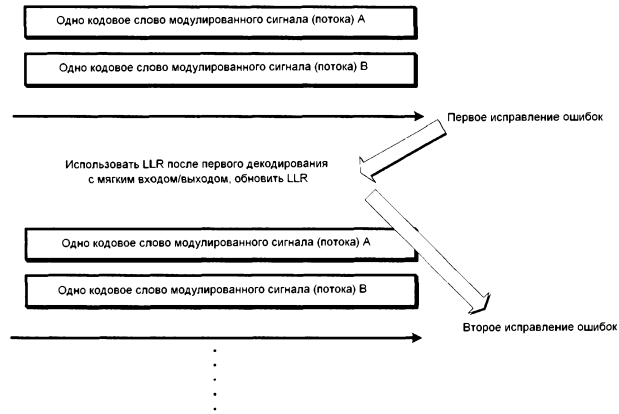 Одно кодовое слово модулированного сигнала (потока) A
Одно кодовое слово модулированного сигнала (потока) B
Первое исправление ошибок
Использовать LLR после первого декодирования
с мягким входом/выходом, обновить LLR
Одно кодовое слово модулированного сигнала (потока) A
Одно кодовое слово модулированного сигнала (потока) B
Второе исправление ошибок